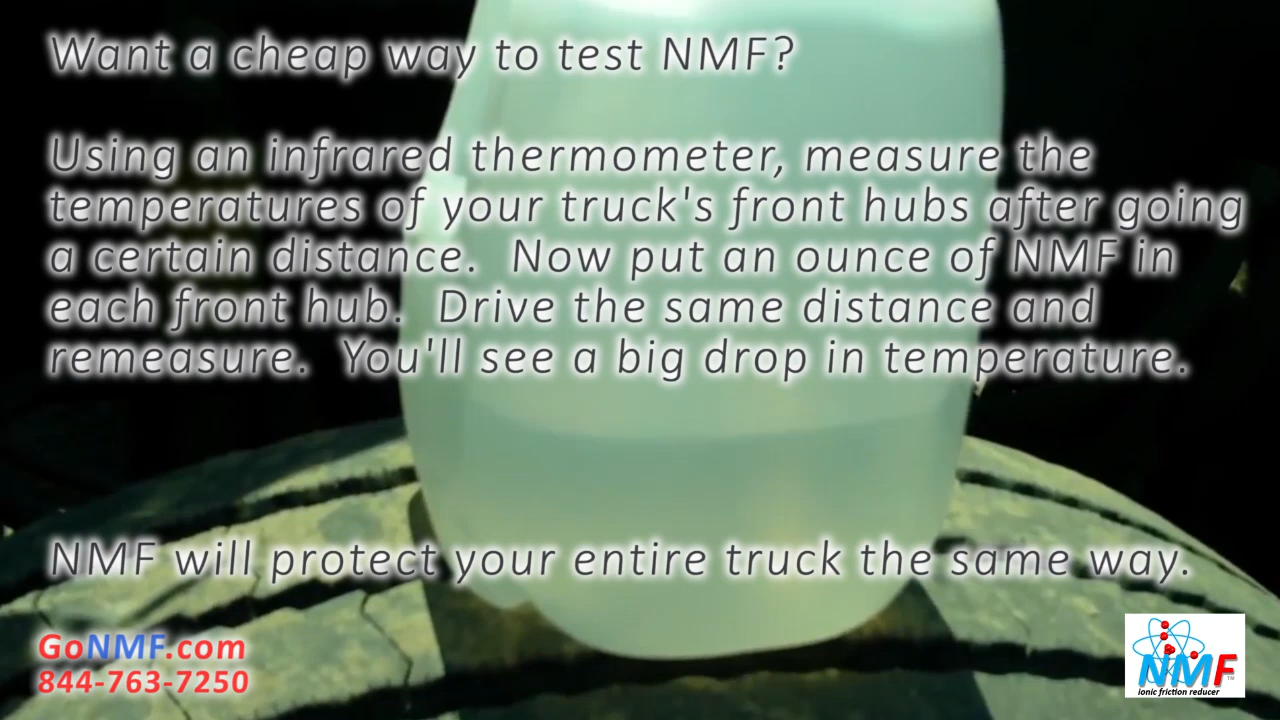 Want a cheap way to test NMF?
Using an infrared thermometer, measure the
temperatures of your truck's front hubs after going
a certain distance.  Now put an ounce of NMF in
each front hub.  Drive the same distance and
remeasure.  You'll see a big drop in temperature.
NMF will protect your entire truck the same way.
GoNMF.com
844-763-7250
NMF™
ionic friction reducer